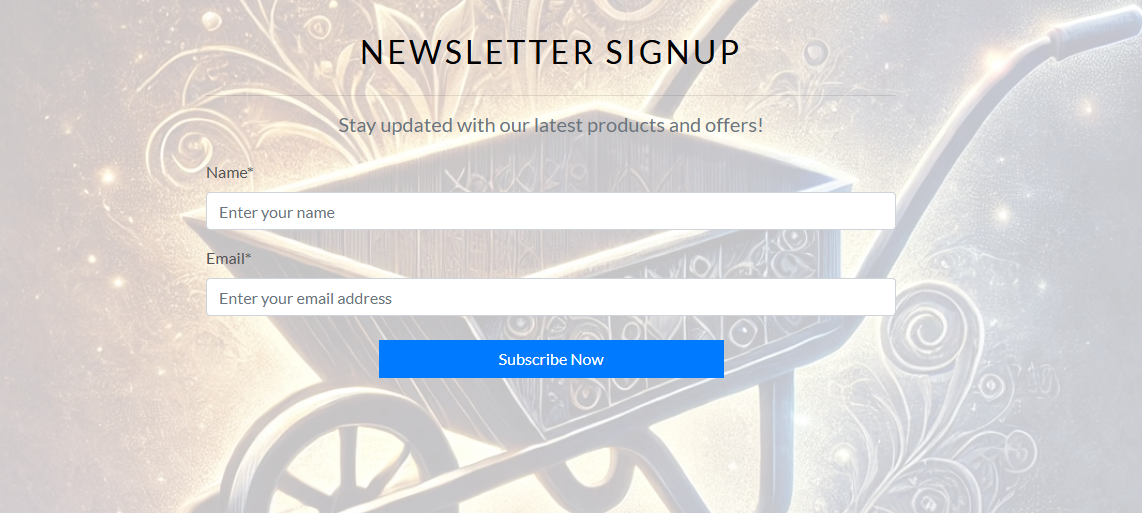 NEWSLETTER SIGNUP
Stay updated with our latest products and offers!
Name*
Enter your name
Email*
Enter your email address
Subscribe Now